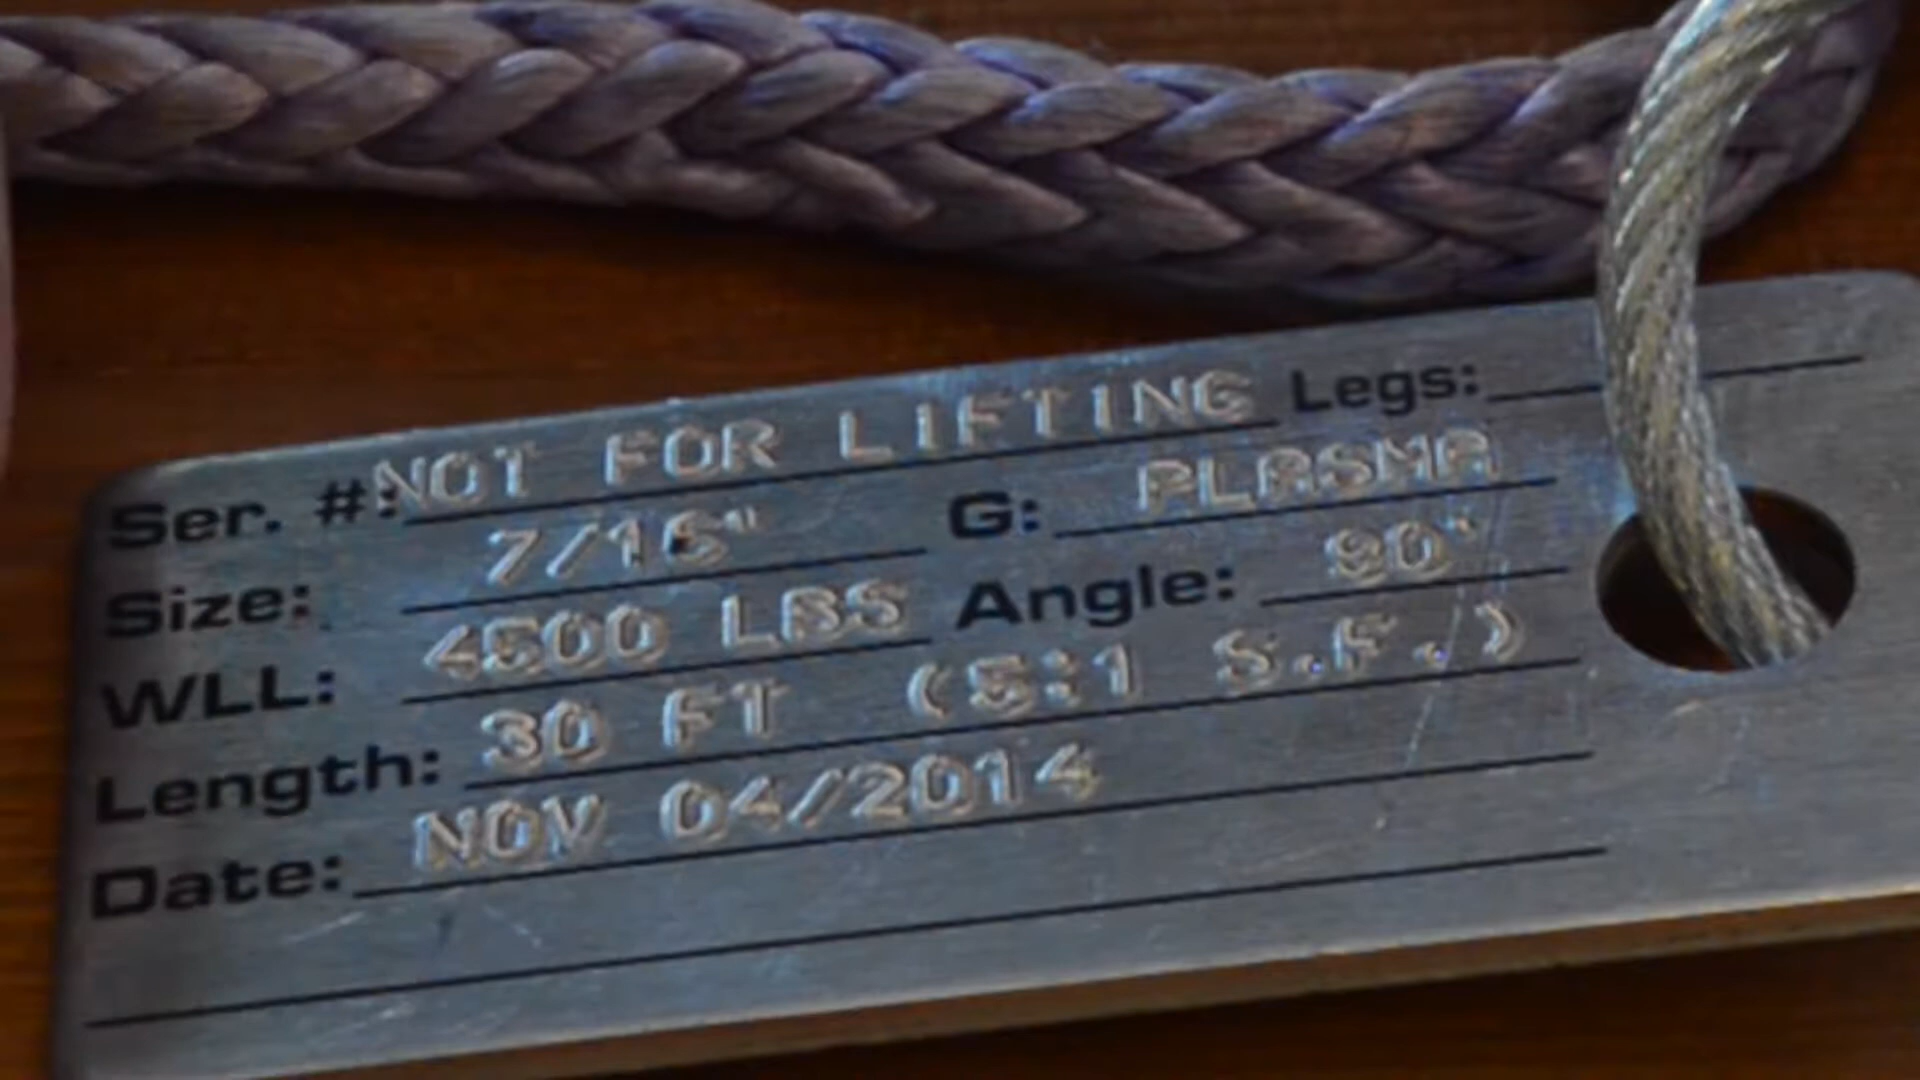 Ser. #: NOT FOR LIFTING Legs:
Size: 7/16" G: PLASMA
WLL: 4500 LBS Angle: 90°
Length: 30 FT (5:1 S.F.)
Date: NOV 04/2014